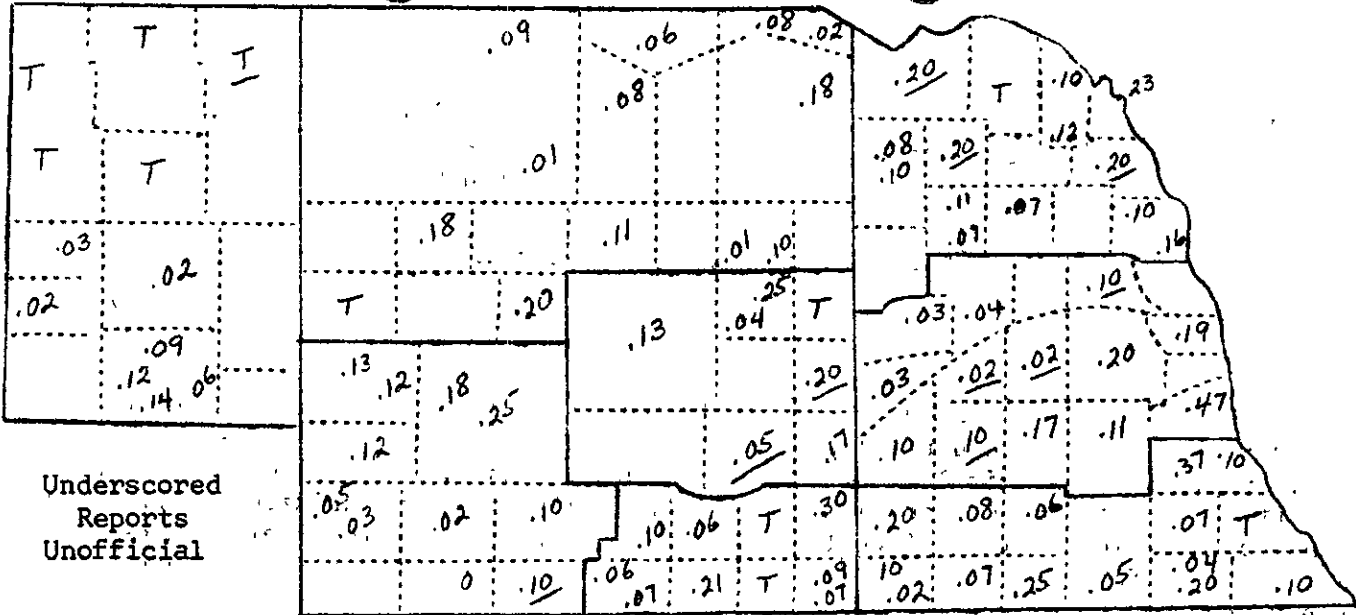 .09 .06 .08 .02
T T T .20 T .10 .23
.08 .18
T T .01 .08 .10 .20 .12 .20
.11 .07 .09 .10
.03 .18 .11 .01 .10 .16
.02 .02 T .20 .25 .04 T .10
.13 .03 .04 .19
.09 .13 .12 .20 .03 .02 .02 .20
.12 .14 .06 .18 .25 .47
.12 .05 .17 .10 .10 .17 .11
.37 .10
Underscored
Reports
Unofficial
.05 .03 .02 .10 .10 .06 T .30 .20 .08 .06 .07 T
0 .10 .06 .07 .21 T .09 .07 10 .02 .07 .25 .05 .04 .20 .10